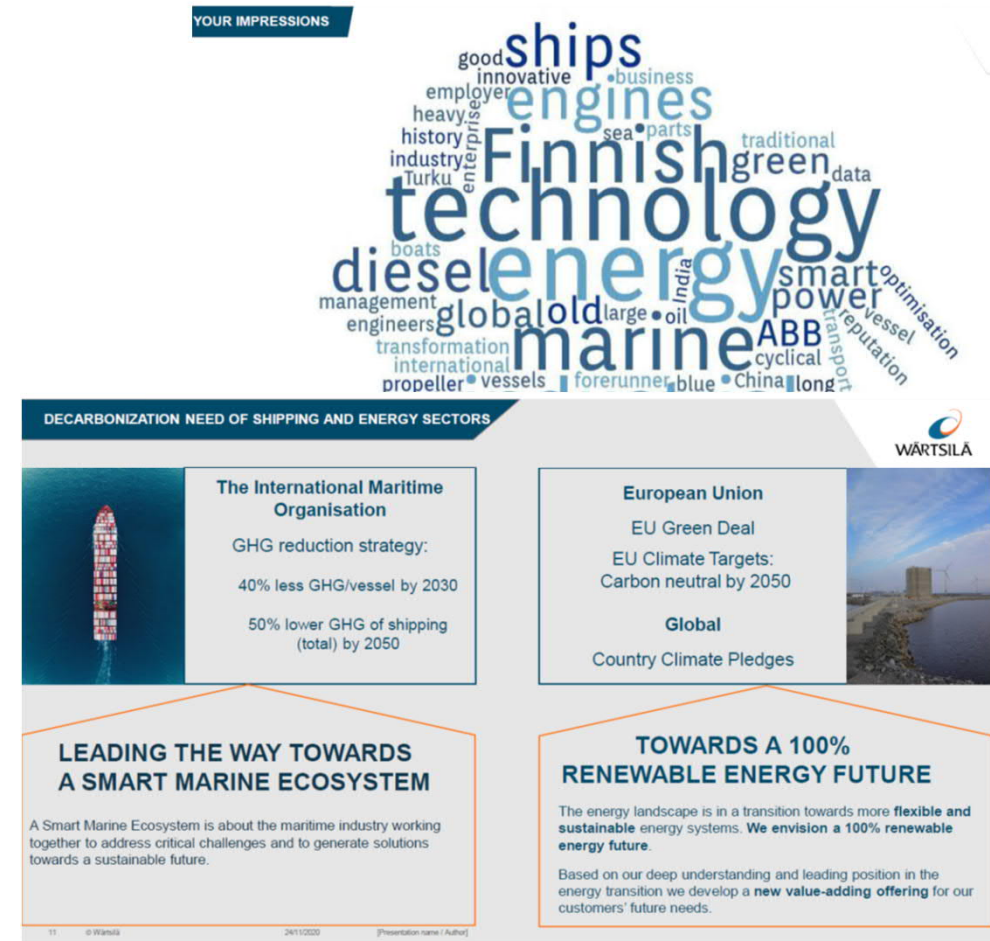 YOUR IMPRESSIONS
ships
good
innovative
business
employer
engines
heavy
enterprise
sea
parts
history
Finnish
traditional
industry
green
Turku
data
technology
boats
diesel
energy
India
smart
optimisation
management
power
global
old
large
oil
engineers
marine
ABB
transport
vessel
reputation
transformation
cyclical
international
propeller
vessels
forerunner
blue
China
long
DECARBONIZATION NEED OF SHIPPING AND ENERGY SECTORS
WÄRTSILÄ
The International Maritime
Organisation
GHG reduction strategy:
40% less GHG/vessel by 2030
50% lower GHG of shipping
(total) by 2050
European Union
EU Green Deal
EU Climate Targets:
Carbon neutral by 2050
Global
Country Climate Pledges
LEADING THE WAY TOWARDS
A SMART MARINE ECOSYSTEM
A Smart Marine Ecosystem is about the maritime industry working
together to address critical challenges and to generate solutions
towards a sustainable future.
TOWARDS A 100%
RENEWABLE ENERGY FUTURE
The energy landscape is in a transition towards more flexible and
sustainable energy systems. We envision a 100% renewable
energy future.
Based on our deep understanding and leading position in the
energy transition we develop a new value-adding offering for our
customers' future needs.
11 © Wärtsilä 24/11/2020 [Presentation name / Author]